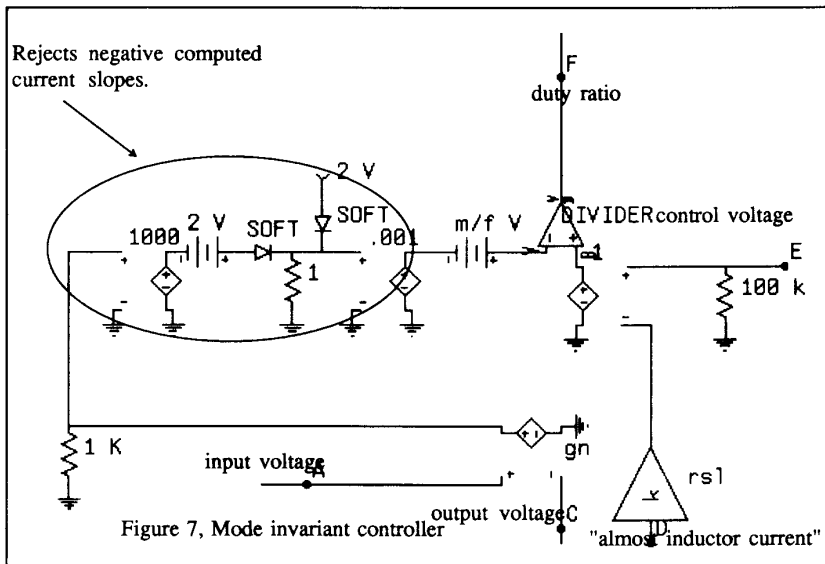 Rejects negative computed
current slopes.
F
duty ratio
2 V
1000
2 V
SOFT
SOFT
.001
m/f V
DIVIDER
control voltage
1
1
E
100 k
1 K
gn
input voltage
A
rsl
output voltage
C
D
"almost inductor current"
Figure 7, Mode invariant controller